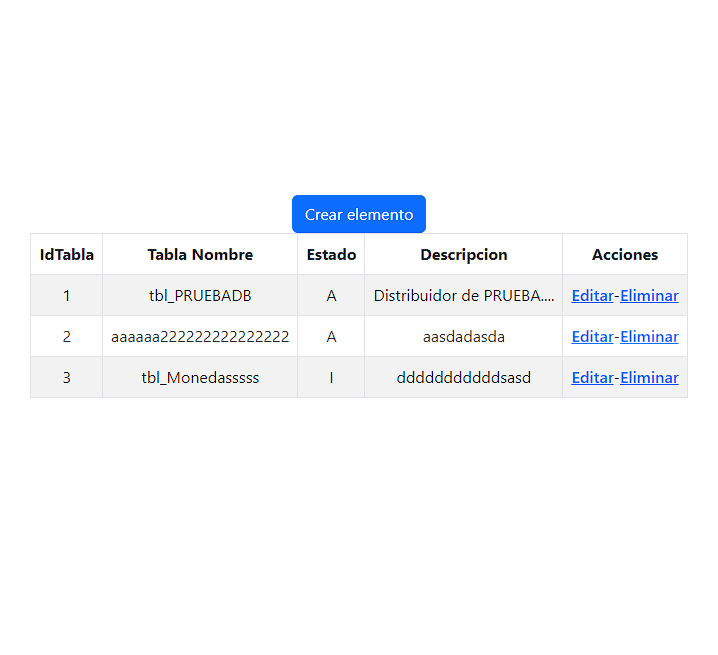 Crear elemento
IdTabla Tabla Nombre Estado Descripcion Acciones
1 tbl_PRUEBADB A Distribuidor de PRUEBA.... Editar-Eliminar
2 aaaaaa222222222222222 A aasdadasda Editar-Eliminar
3 tbl_Monedasssss I dddddddddddsasd Editar-Eliminar